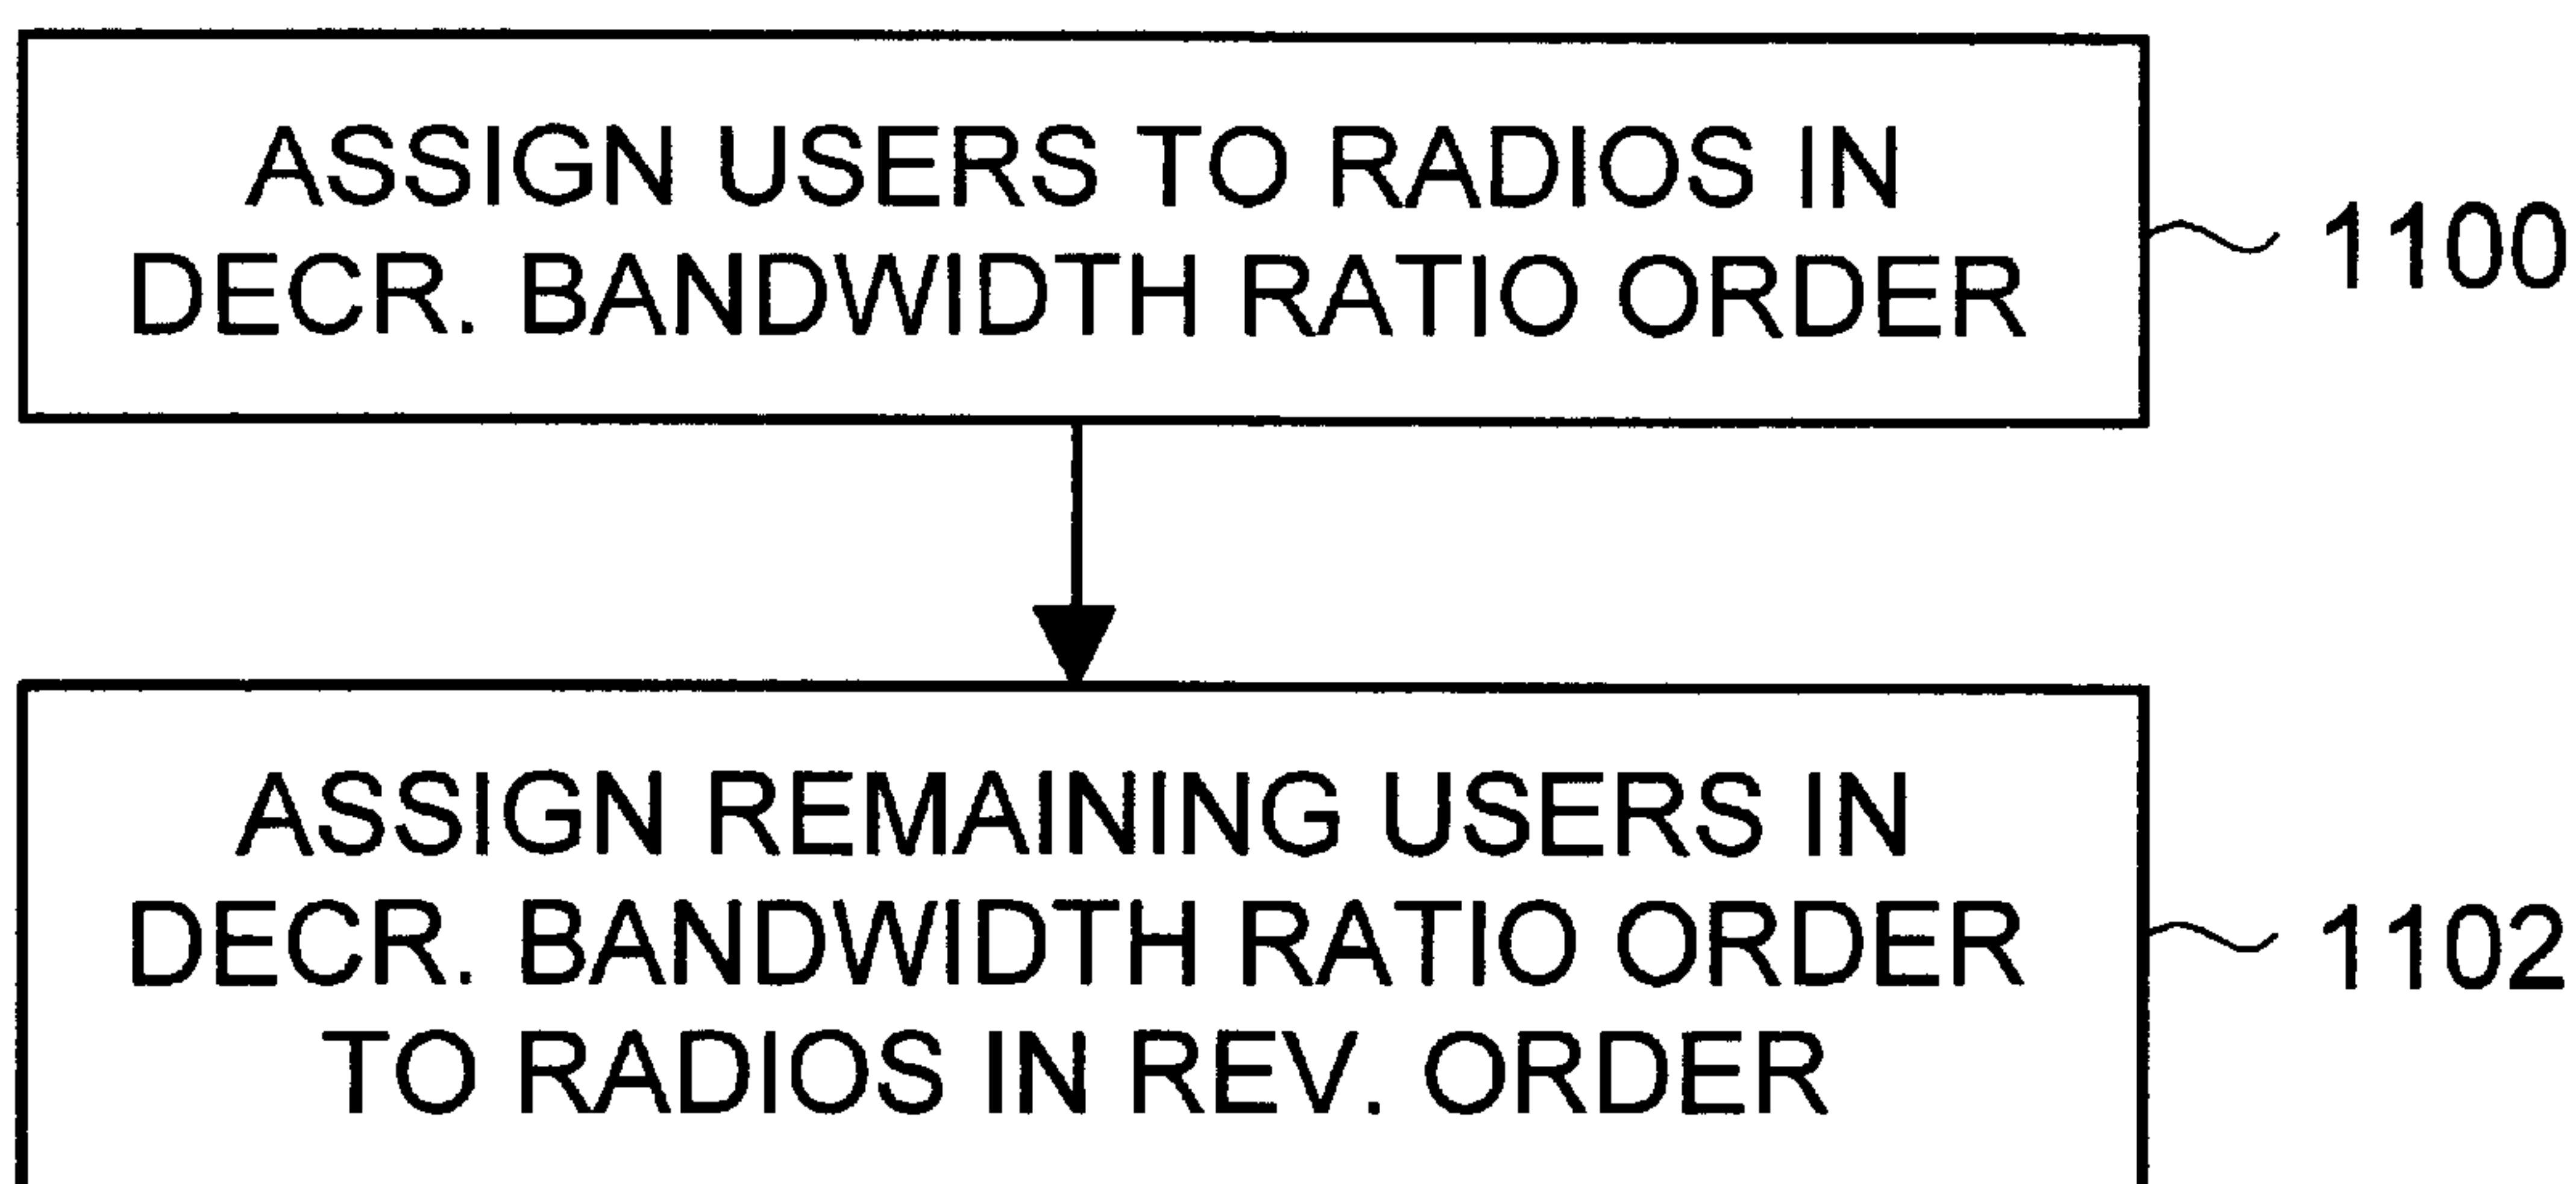 ASSIGN USERS TO RADIOS IN
DECR. BANDWIDTH RATIO ORDER
1100
ASSIGN REMAINING USERS IN
DECR. BANDWIDTH RATIO ORDER
TO RADIOS IN REV. ORDER
1102